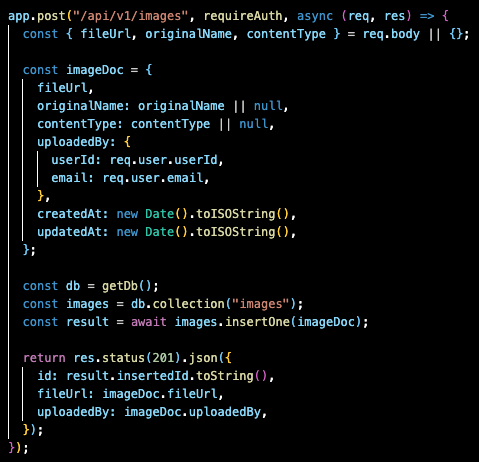 app.post("/api/v1/images", requireAuth, async (req, res) => {
  const { fileUrl, originalName, contentType } = req.body || {};

  const imageDoc = {
    fileUrl,
    originalName: originalName || null,
    contentType: contentType || null,
    uploadedBy: {
      userId: req.user.userId,
      email: req.user.email,
    },
    createdAt: new Date().toISOString(),
    updatedAt: new Date().toISOString(),
  };

  const db = getDb();
  const images = db.collection("images");
  const result = await images.insertOne(imageDoc);

  return res.status(201).json({
    id: result.insertedId.toString(),
    fileUrl: imageDoc.fileUrl,
    uploadedBy: imageDoc.uploadedBy,
  });
});